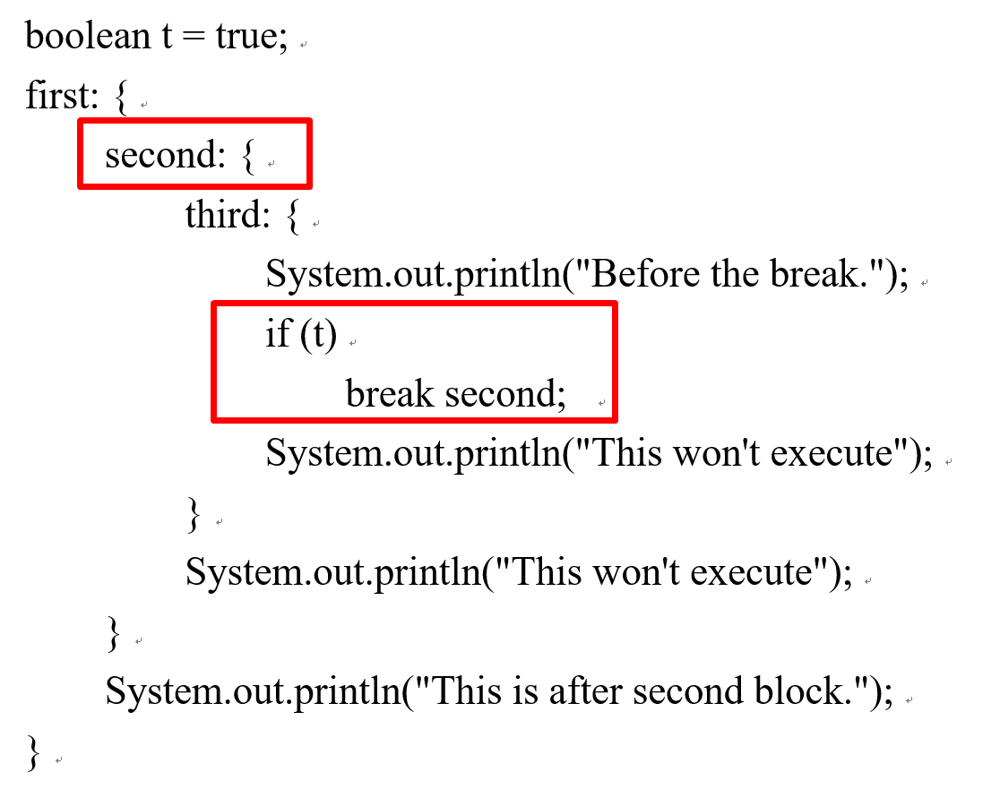 boolean t = true;
first: {
second: {
third: {
System.out.println("Before the break.");
if (t)
break second;
System.out.println("This won't execute");
}
System.out.println("This won't execute");
}
System.out.println("This is after second block.");
}